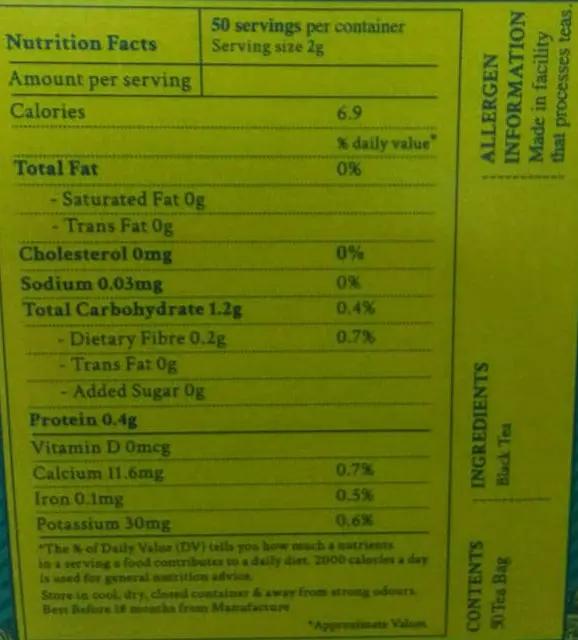 Nutrition Facts
50 servings per container
Serving size 2g
Amount per serving
Calories 6.9
% daily value*
Total Fat 0%
- Saturated Fat 0g
- Trans Fat 0g
Cholesterol 0mg 0%
Sodium 0.03mg 0%
Total Carbohydrate 1.2g 0.4%
- Dietary Fibre 0.2g 0.7%
- Trans Fat 0g
- Added Sugar 0g
Protein 0.4g
Vitamin D 0mcg
Calcium 11.6mg 0.7%
Iron 0.1mg 0.5%
Potassium 30mg 0.6%
*The % of Daily Value (DV) tells you how much a nutrients
in a serving a food contributes to a daily diet. 2000 calories a day
is used for general nutrition advice.
Store in cool, dry, closed container & away from strong odours.
Best Before 18 months from Manufacture
*Approximate Values
ALLERGEN
INFORMATION
Made in facility
that processes teas.
INGREDIENTS
Black Tea
CONTENTS
50 Tea Bag